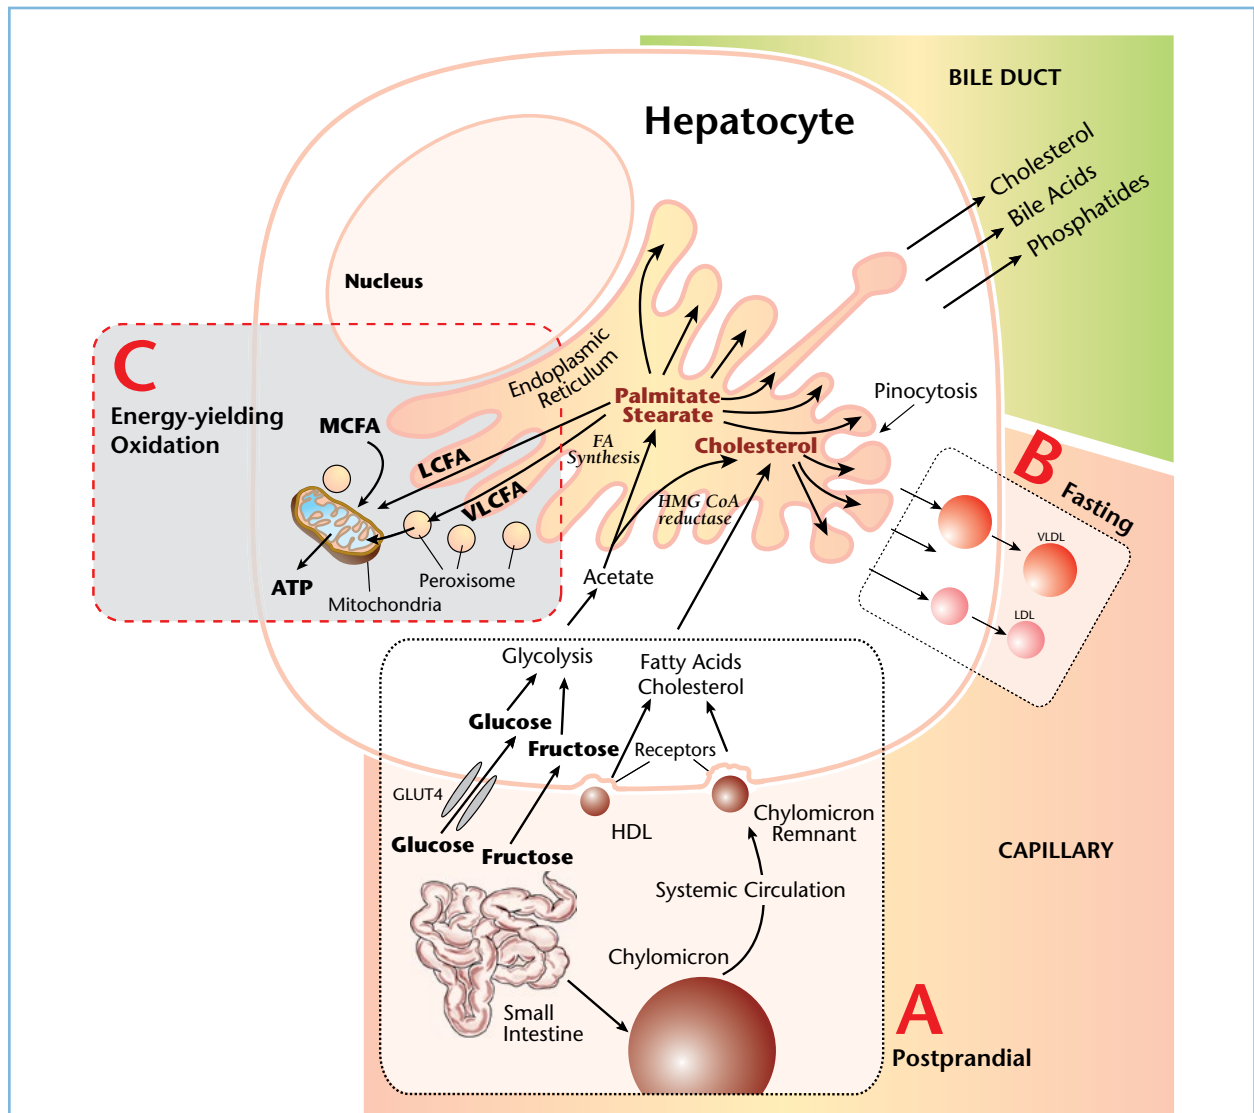 BILE DUCT
Hepatocyte
Cholesterol
Bile Acids
Phosphatides
Nucleus
Endoplasmic
Reticulum
C
Energy-yielding
Oxidation
MCFA
LCFA
VLCFA
ATP
Mitochondria
Peroxisome
Palmitate
Stearate
Cholesterol
FA
Synthesis
HMG CoA
reductase
Acetate
Pinocytosis
B
Fasting
VLDL
LDL
Glycolysis
Fatty Acids
Cholesterol
Glucose
Fructose
Receptors
GLUT4
Glucose
Fructose
HDL
Chylomicron
Remnant
CAPILLARY
Systemic Circulation
Chylomicron
Small
Intestine
A
Postprandial